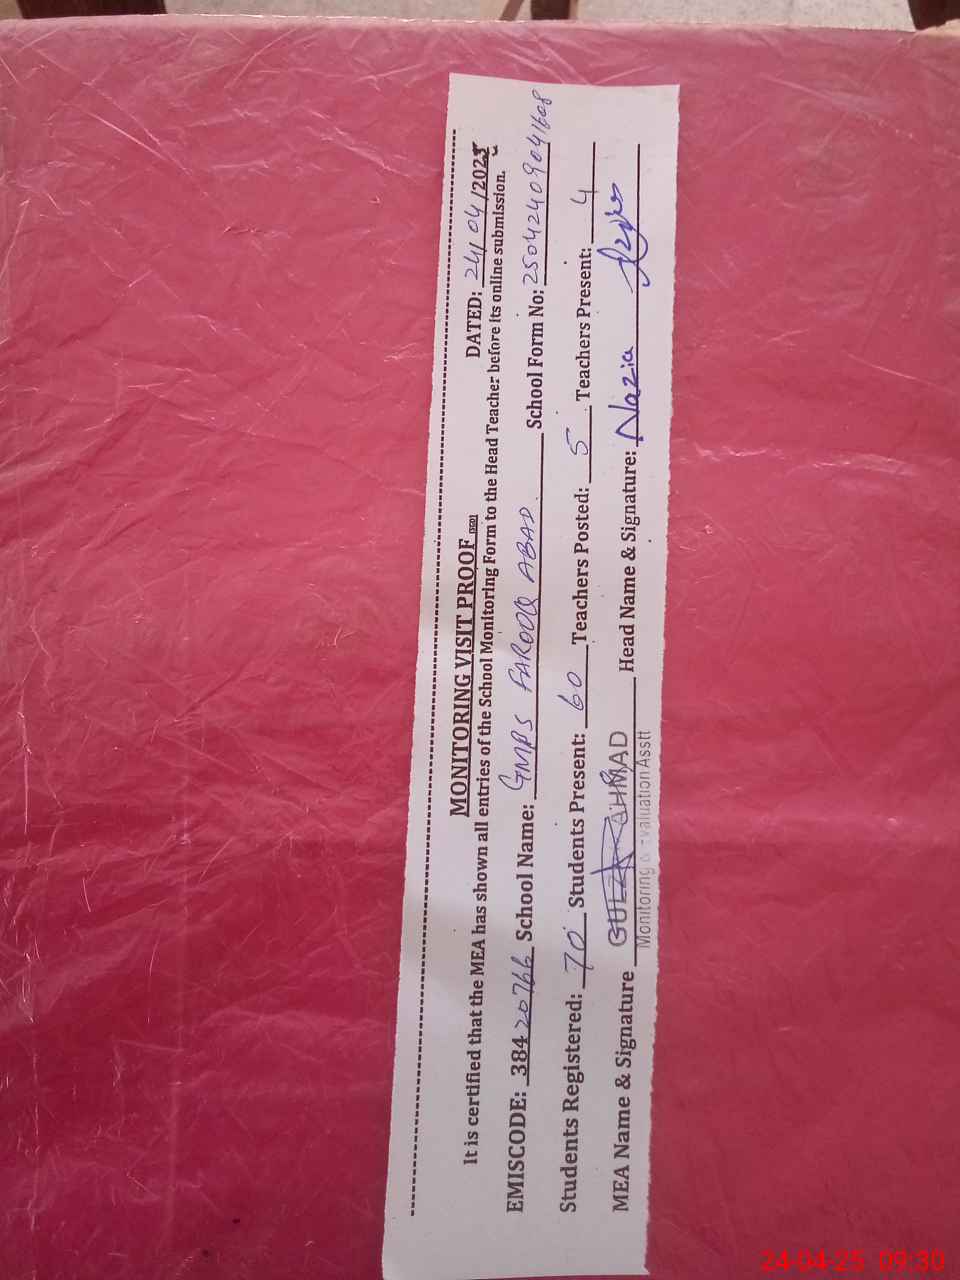 MONITORING VISIT PROOF
DATED: 24/04/2025
It is certified that the MEA has shown all entries of the School Monitoring Form to the Head Teacher before its online submission.
EMISCODE: 38420766 School Name: GMPS FAROOQ ABAD School Form No: 25042409041608
Students Registered: 70 Students Present: 60 Teachers Posted: 5 Teachers Present: 4
MEA Name & Signature AHMAD Head Name & Signature: Nazia
Monitoring & Evaluation Asstt
24-04-25 09:30